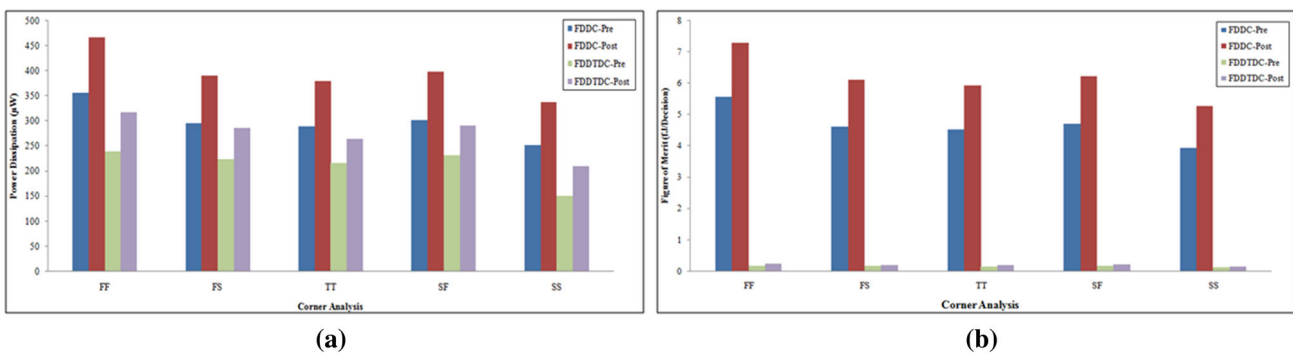 500
450
400
350
300
250
200
150
100
50
0
Power Dissipation (µW)
FDDC-Pre
FDDC-Post
FDDTDC-Pre
FDDTDC-Post
FF FS TT SF SS
Corner Analysis
(a)
8
7
6
5
4
3
2
1
0
Figure of Merit (fJ/Decision)
FDDC-Pre
FDDC-Post
FDDTDC-Pre
FDDTDC-Post
FF FS TT SF SS
Corner Analysis
(b)